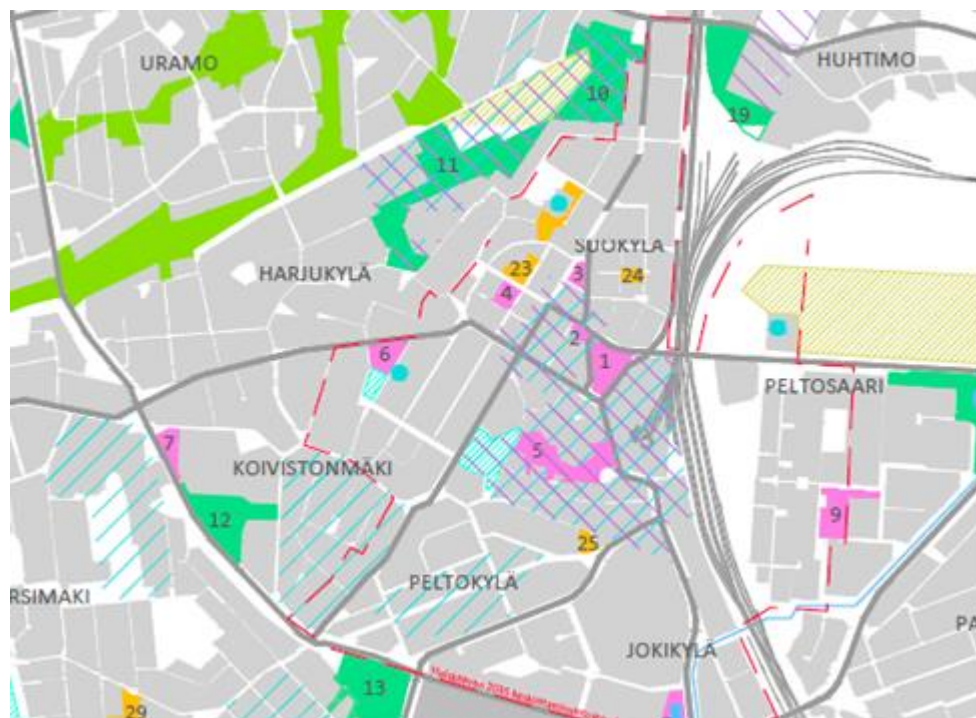 URAMO
HUHTIMO
10
19
11
SUOKYLÄ
HARJUKYLÄ
23
3
24
4
2
6
1
PELTOSAARI
7
5
KOIVISTONMÄKI
9
12
25
PELTOKYLÄ
RSIMÄKI
PA
JOKIKYLÄ
13
29